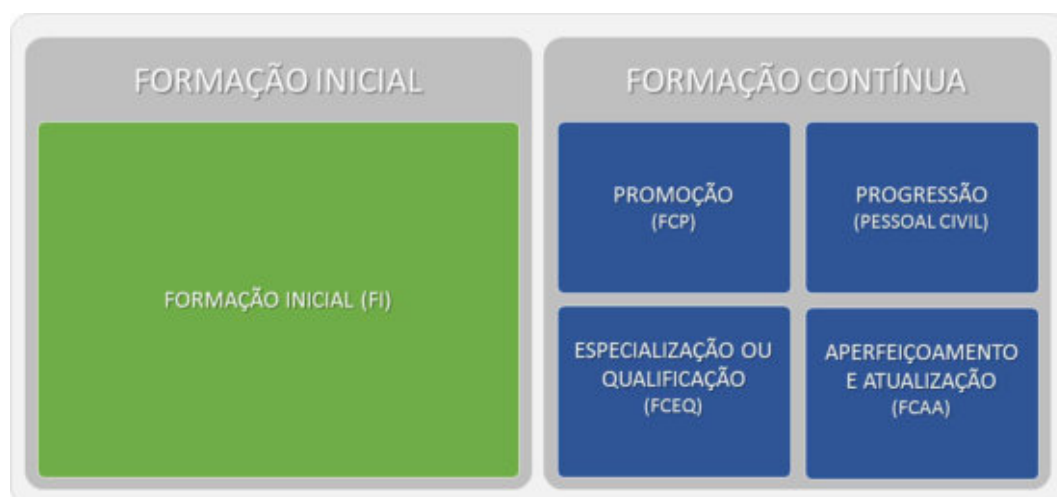 FORMAÇÃO INICIAL
FORMAÇÃO INICIAL (FI)
FORMAÇÃO CONTÍNUA
PROMOÇÃO
(FCP)
PROGRESSÃO
(PESSOAL CIVIL)
ESPECIALIZAÇÃO OU
QUALIFICAÇÃO
(FCEQ)
APERFEIÇOAMENTO
E ATUALIZAÇÃO
(FCAA)